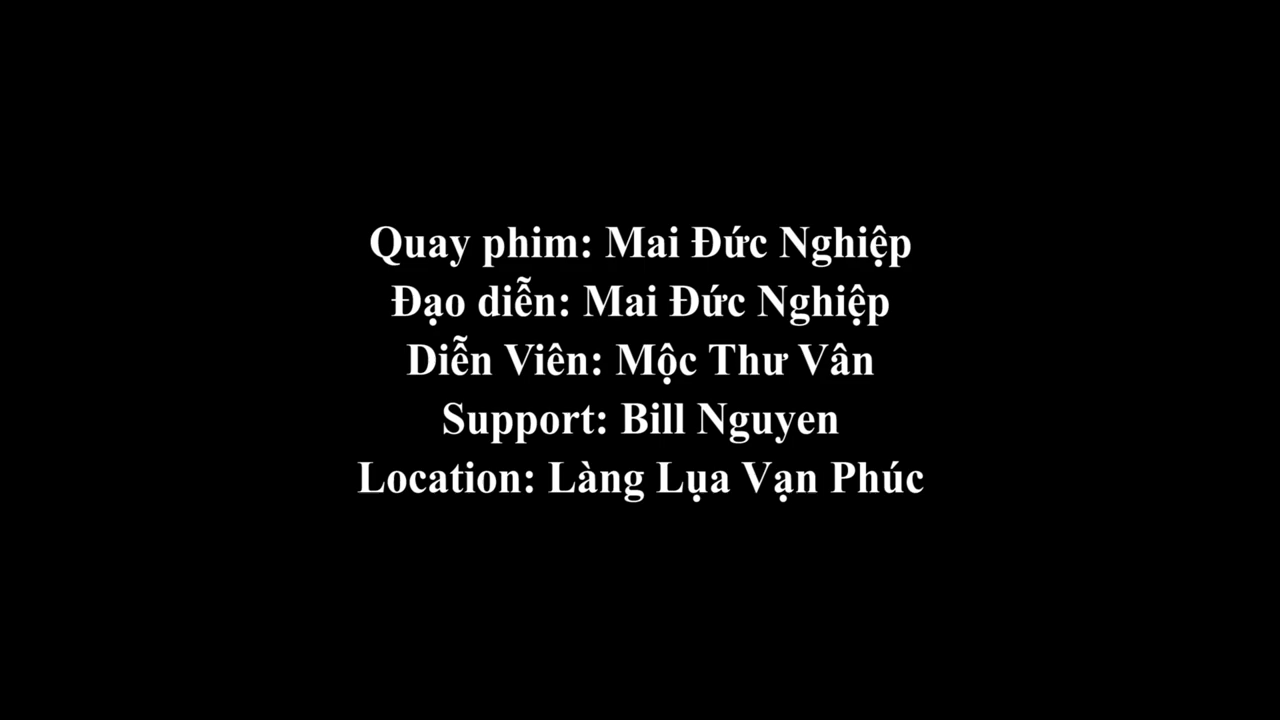 Quay phim: Mai Đức Nghiệp
Đạo diễn: Mai Đức Nghiệp
Diễn Viên: Mộc Thư Vân
Support: Bill Nguyen
Location: Làng Lụa Vạn Phúc